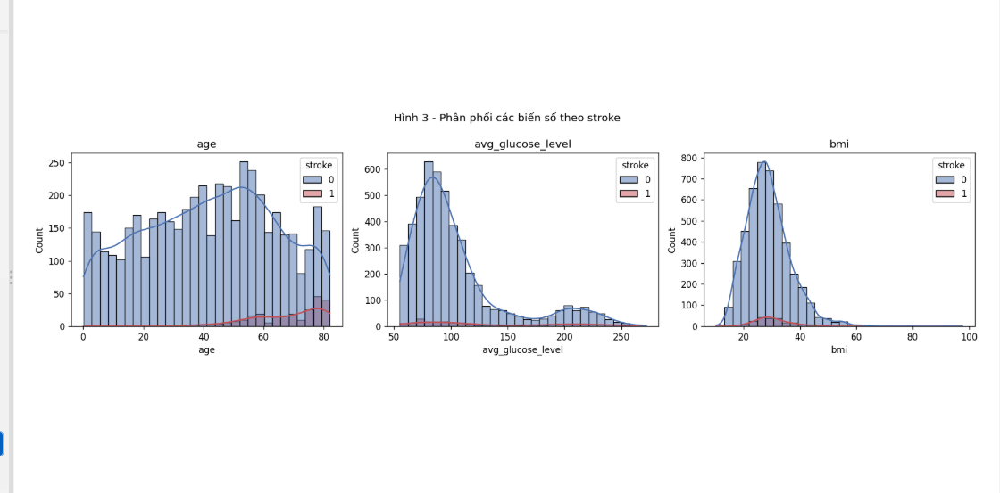 Hình 3 - Phân phối các biến số theo stroke
age
250
200
150
100
50
0
Count
0 20 40 60 80
age
stroke
0
1
avg_glucose_level
600
500
400
300
200
100
0
Count
50 100 150 200 250
avg_glucose_level
stroke
0
1
bmi
800
700
600
500
400
300
200
100
0
Count
20 40 60 80 100
bmi
stroke
0
1